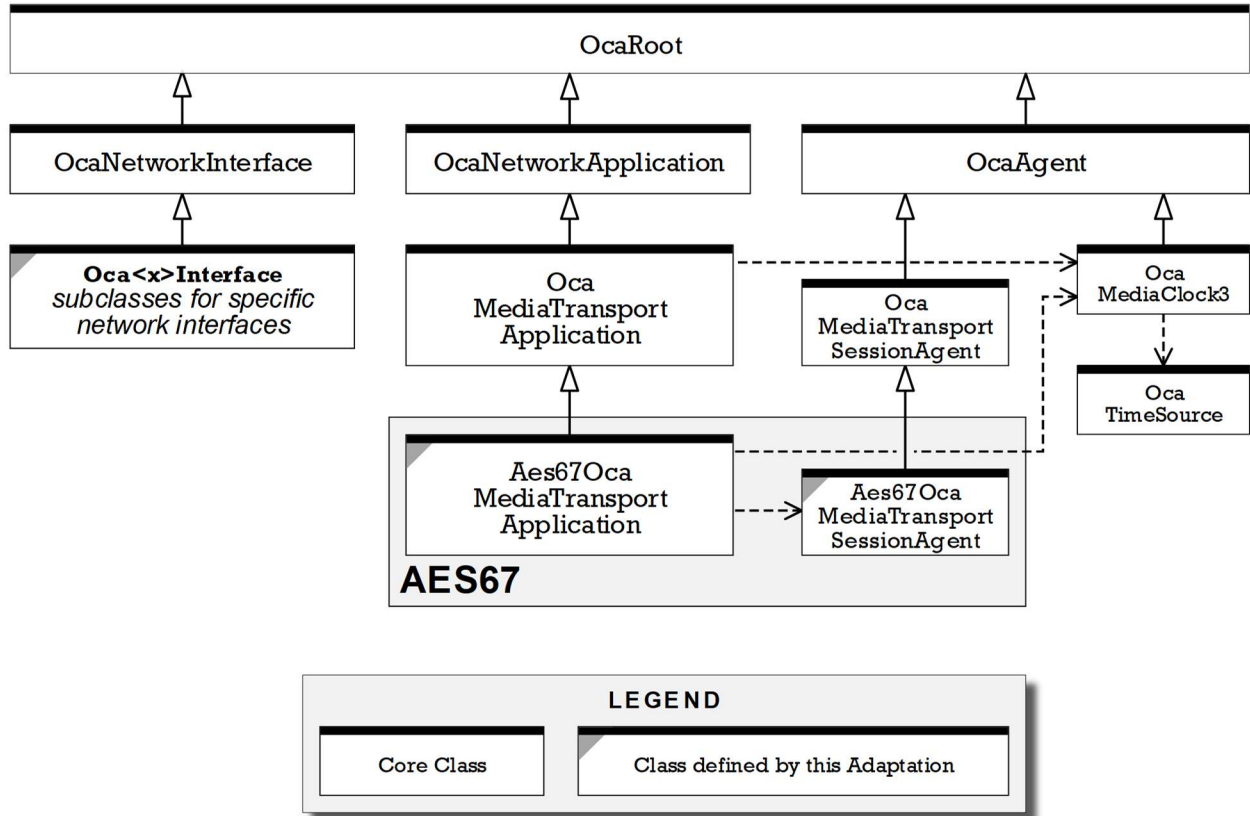 OcaRoot
OcaNetworkInterface
OcaNetworkApplication
OcaAgent
Oca<x>Interface
subclasses for specific
network interfaces
Oca
MediaTransport
Application
Oca
MediaTransport
SessionAgent
Oca
MediaClock3
Oca
TimeSource
Aes67Oca
MediaTransport
Application
Aes67Oca
MediaTransport
SessionAgent
AES67
LEGEND
Core Class
Class defined by this Adaptation